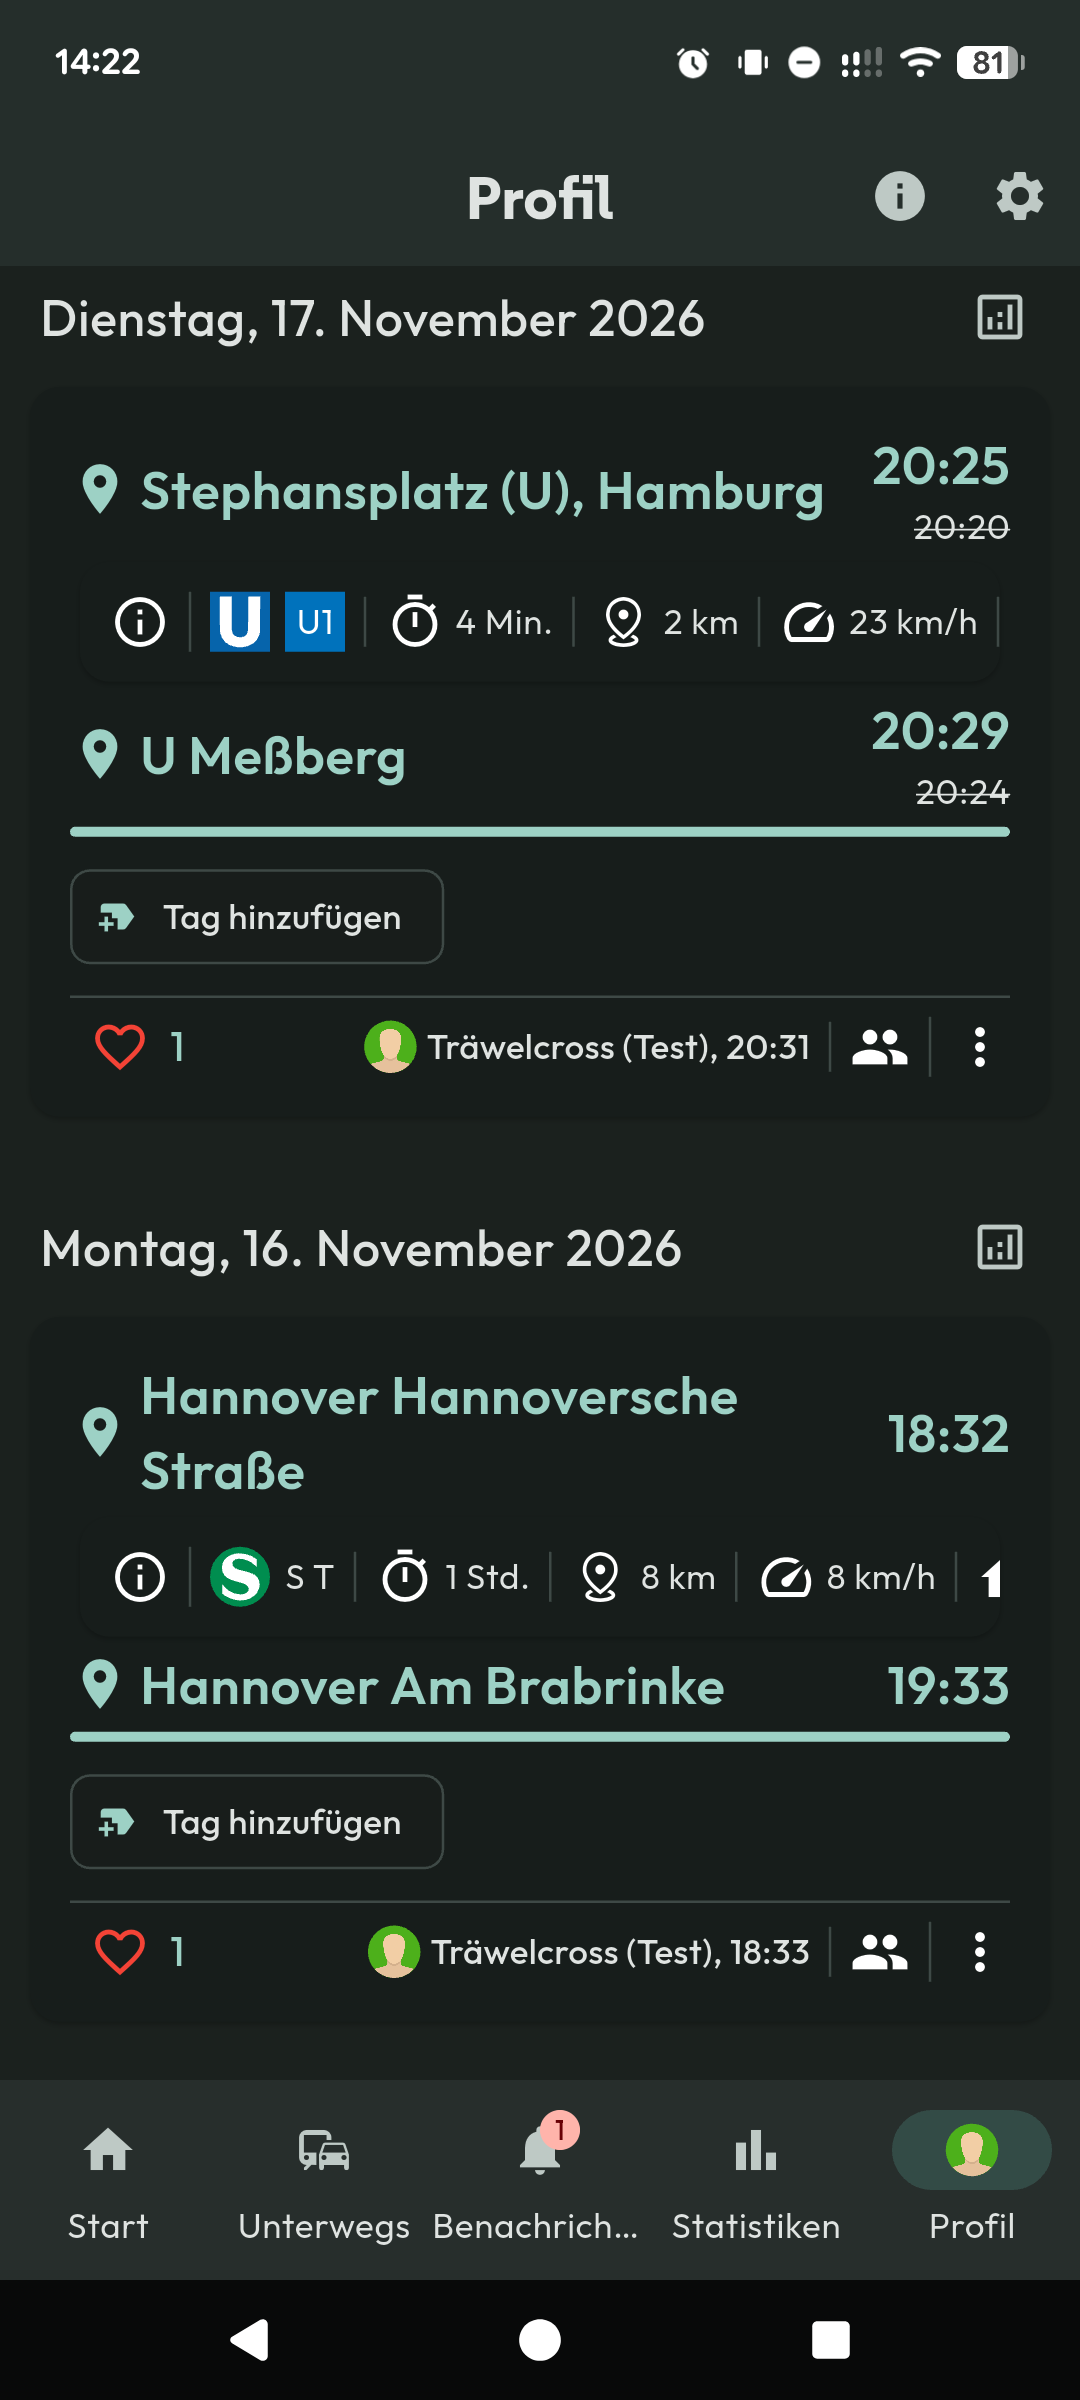 14:22
81
Profil
Dienstag, 17. November 2026
Stephansplatz (U), Hamburg
20:25
20:20
U U1 4 Min. 2 km 23 km/h
U Meßberg
20:29
20:24
Tag hinzufügen
1 Träwelcross (Test), 20:31
Montag, 16. November 2026
Hannover Hannoversche
Straße
18:32
S S T 1 Std. 8 km 8 km/h
Hannover Am Brabrinke
19:33
Tag hinzufügen
1 Träwelcross (Test), 18:33
1
Start Unterwegs Benachrich... Statistiken Profil